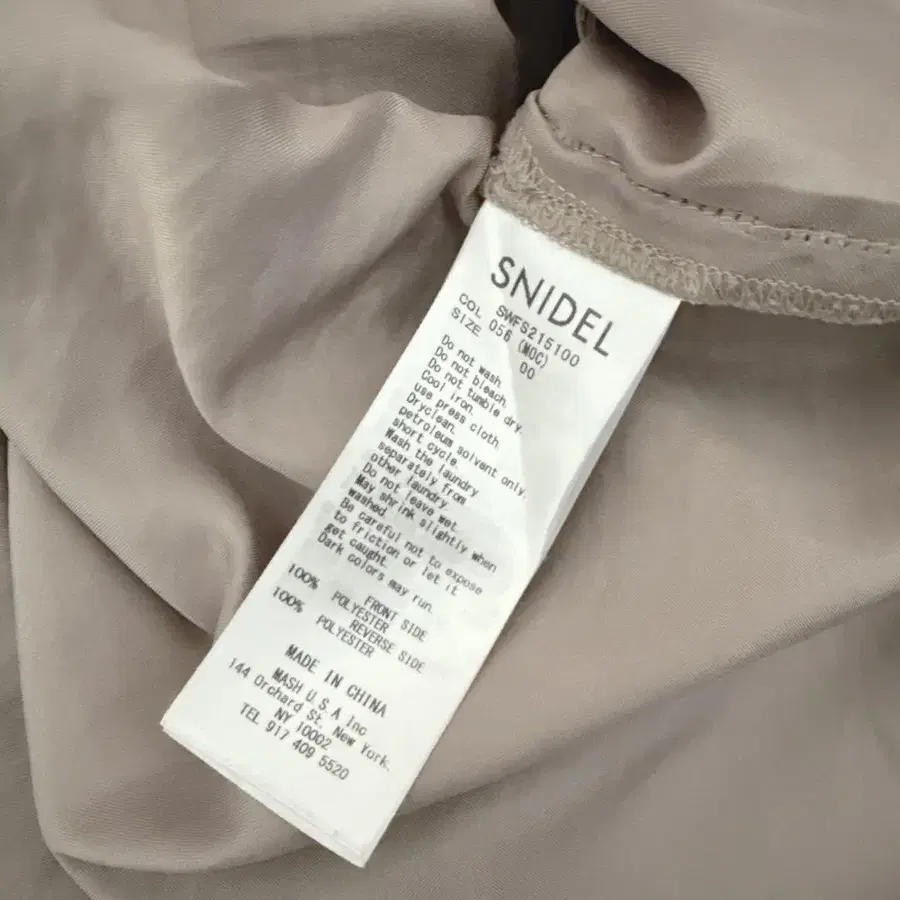 SNIDEL
SWFS215100
COL 056 (MOC)
SIZE 00
Do not wash.
Do not bleach.
Do not tumble dry.
Cool iron.
use press cloth.
Dryclean.
petroleum solvent only.
short cycle.
Wash the laundry
separately from
other laundry.
Do not leave wet.
May shrink slightly when
washed.
Be careful not to expose
to friction or let it
get caught.
Dark colors may run.
FRONT SIDE
100% POLYESTER
REVERSE SIDE
100% POLYESTER
MADE IN CHINA
MASH U.S.A Inc
144 Orchard St. New York.
NY 10002
TEL 917 409 5520